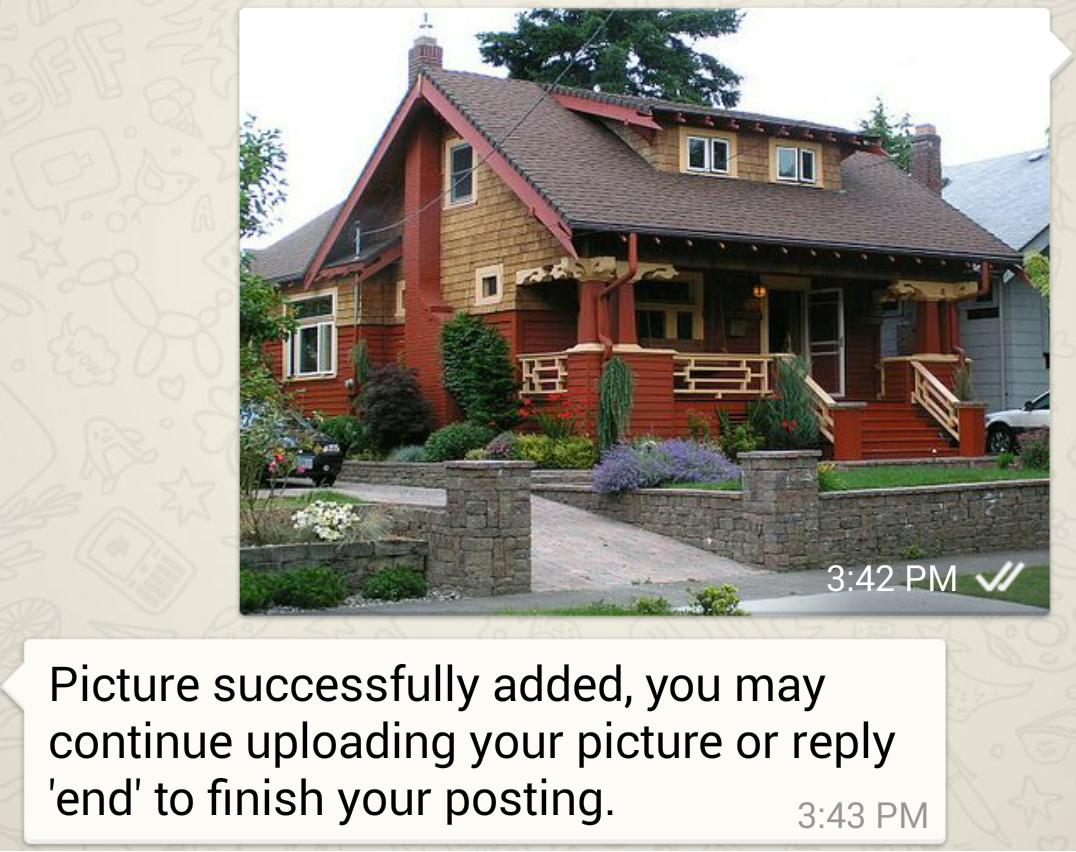 3:42 PM
Picture successfully added, you may
continue uploading your picture or reply
'end' to finish your posting.
3:43 PM